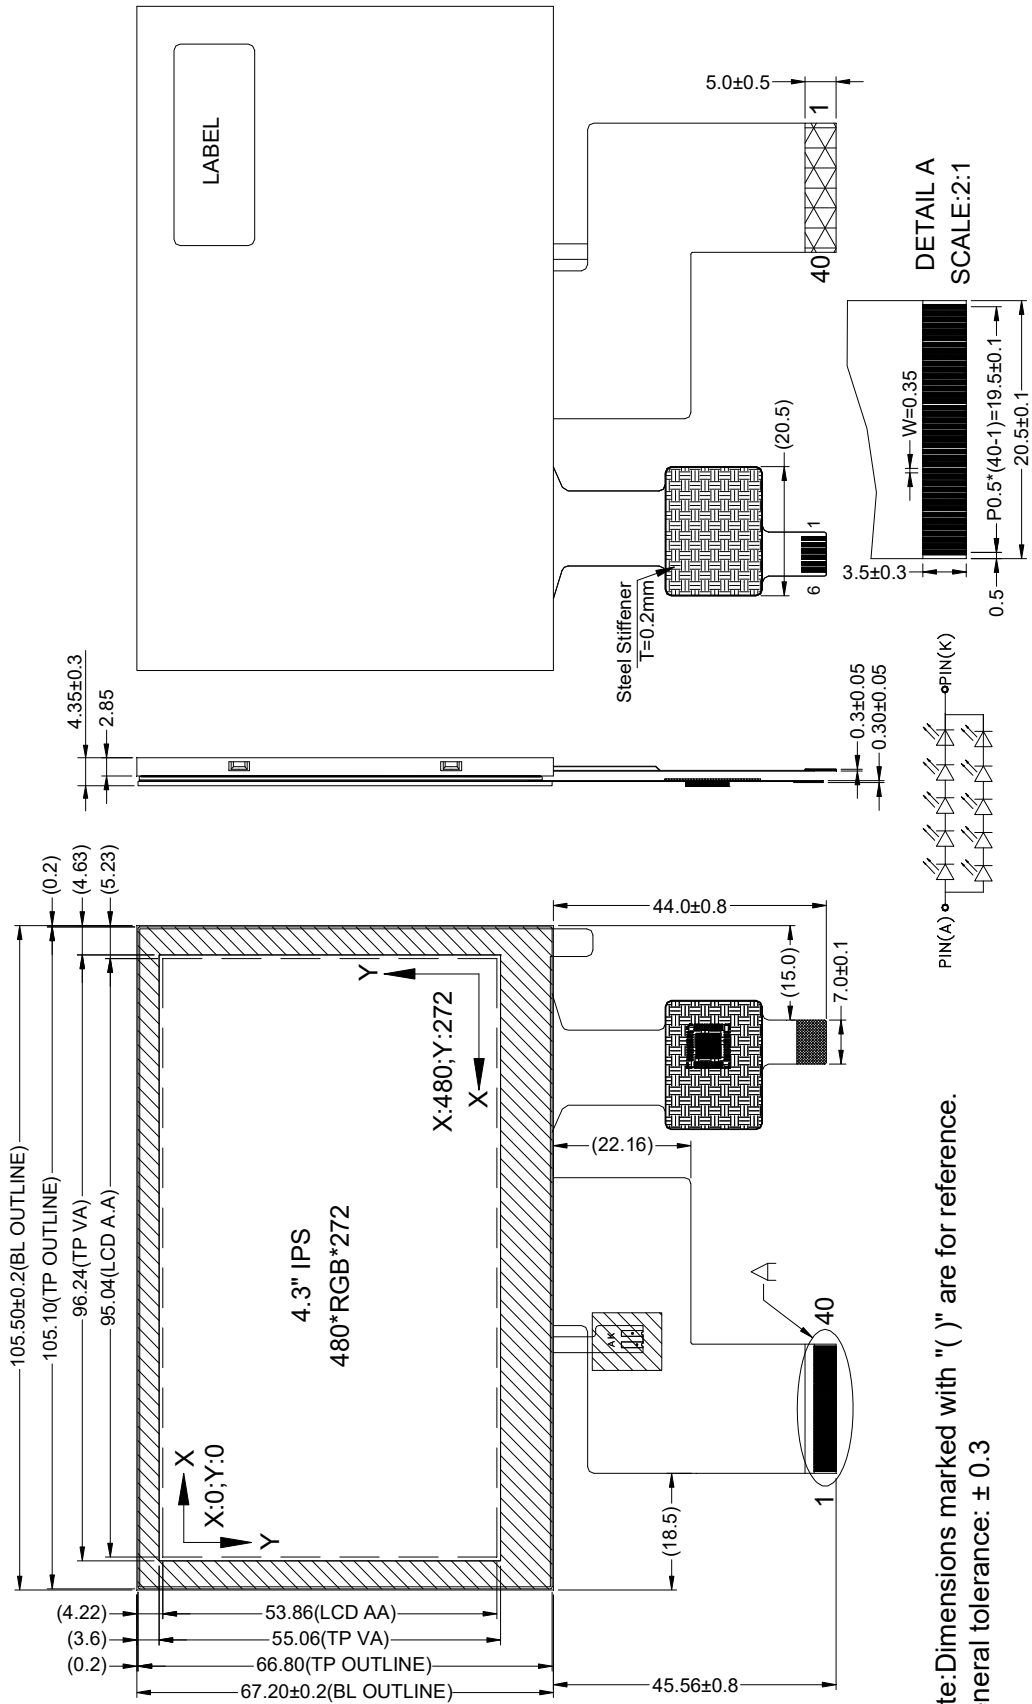 105.50±0.2(BL OUTLINE)
105.10(TP OUTLINE)
96.24(TP VA)
95.04(LCD A.A)
(0.2)
(4.63)
(5.23)
(4.22)
(3.6)
(0.2)
53.86(LCD AA)
55.06(TP VA)
66.80(TP OUTLINE)
67.20±0.2(BL OUTLINE)
X
X:0;Y:0
Y
4.3" IPS
480*RGB*272
Y
X:480;Y:272
X
A K
(18.5)
45.56±0.8
1
40
A
(22.16)
44.0±0.8
(15.0)
7.0±0.1
4.35±0.3
2.85
0.3±0.05
0.30±0.05
LABEL
Steel Stiffener
T=0.2mm
(20.5)
6
1
5.0±0.5
40
1
DETAIL A
SCALE:2:1
W=0.35
3.5±0.3
0.5
P0.5*(40-1)=19.5±0.1
20.5±0.1
PIN(A)
PIN(K)
te:Dimensions marked with "( )" are for reference.
neral tolerance: ± 0.3